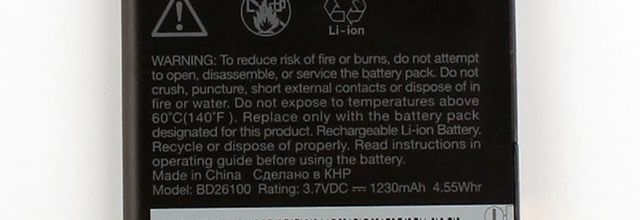 Li-ion
WARNING: To reduce risk of fire or burns, do not attempt
to open, disassemble, or service the battery pack. Do not
crush, puncture, short external contacts or dispose of in
fire or water. Do not expose to temperatures above
60°C(140°F). Replace only with the battery pack
designated for this product. Rechargeable Li-ion Battery.
Recycle or dispose of properly. Read instructions in
operating guide before using the battery.
Made in China Сделано в КНР
Model: BD26100 Rating: 3.7VDC 1230mAh 4.55Whr